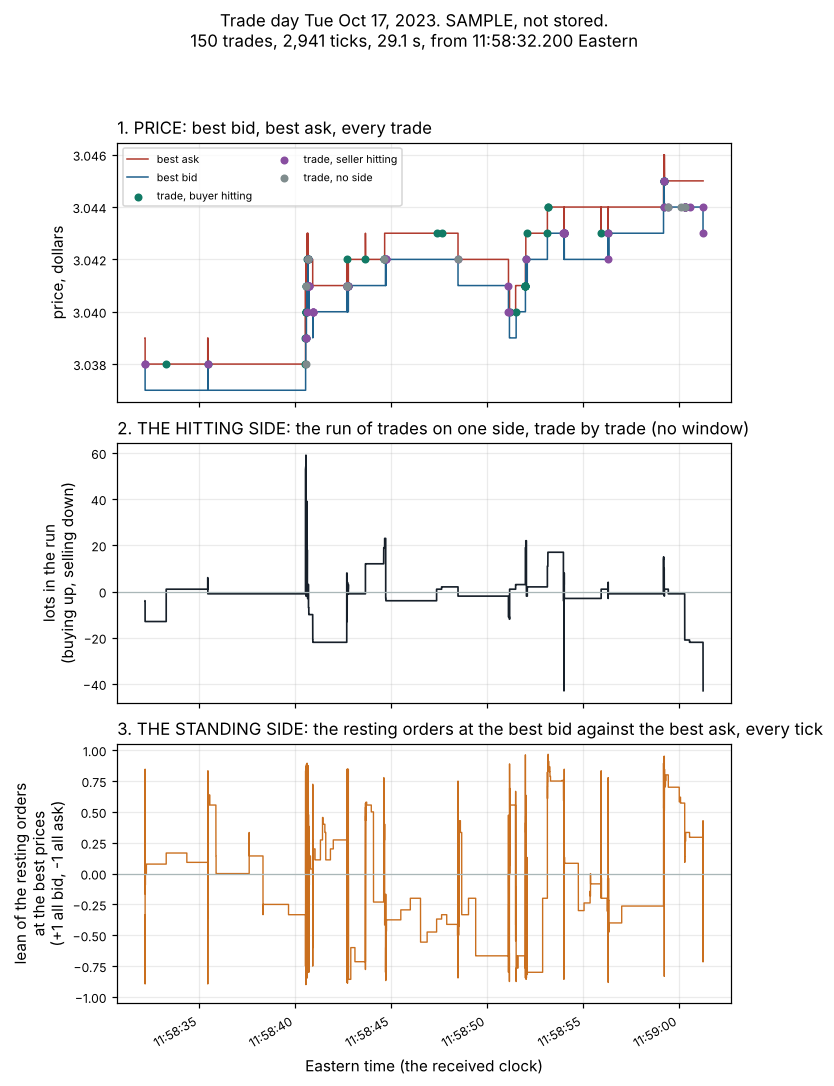 Trade day Tue Oct 17, 2023. SAMPLE, not stored.
150 trades, 2,941 ticks, 29.1 s, from 11:58:32.200 Eastern
1. PRICE: best bid, best ask, every trade
best ask
best bid
trade, buyer hitting
trade, seller hitting
trade, no side
price, dollars
3.046
3.044
3.042
3.040
3.038
2. THE HITTING SIDE: the run of trades on one side, trade by trade (no window)
lots in the run
(buying up, selling down)
60
40
20
0
−20
−40
3. THE STANDING SIDE: the resting orders at the best bid against the best ask, every tick
lean of the resting orders
at the best prices
(+1 all bid, -1 all ask)
1.00
0.75
0.50
0.25
0.00
−0.25
−0.50
−0.75
−1.00
11:58:35
11:58:40
11:58:45
11:58:50
11:58:55
11:59:00
Eastern time (the received clock)